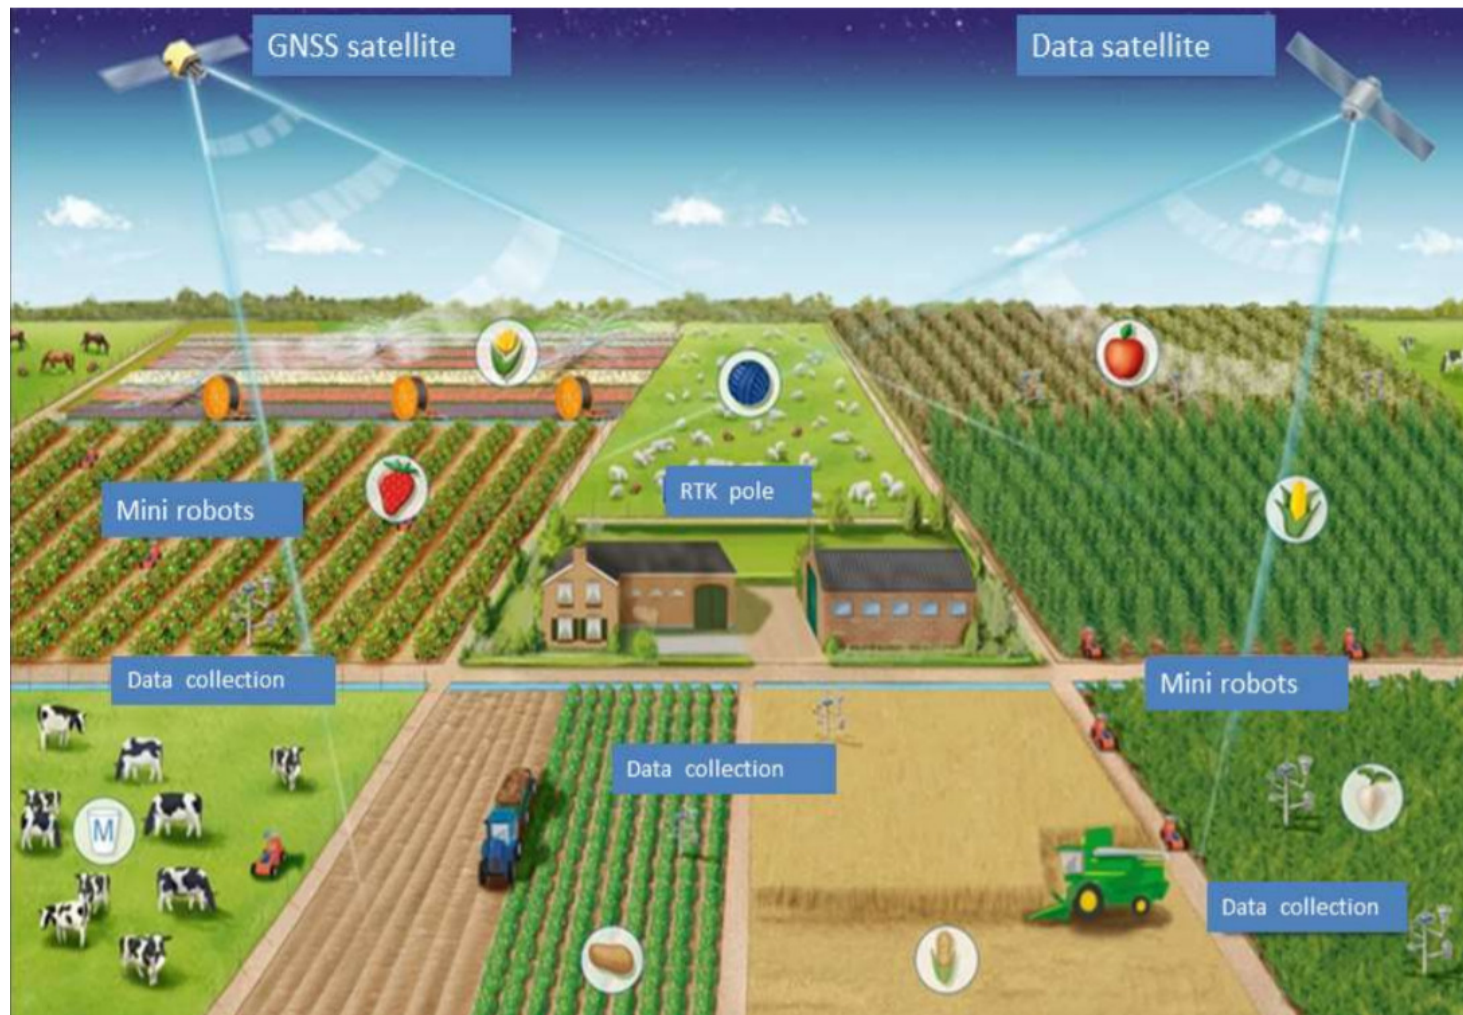 GNSS satellite
Data satellite
RTK pole
Mini robots
Data collection
Mini robots
Data collection
M
Data collection